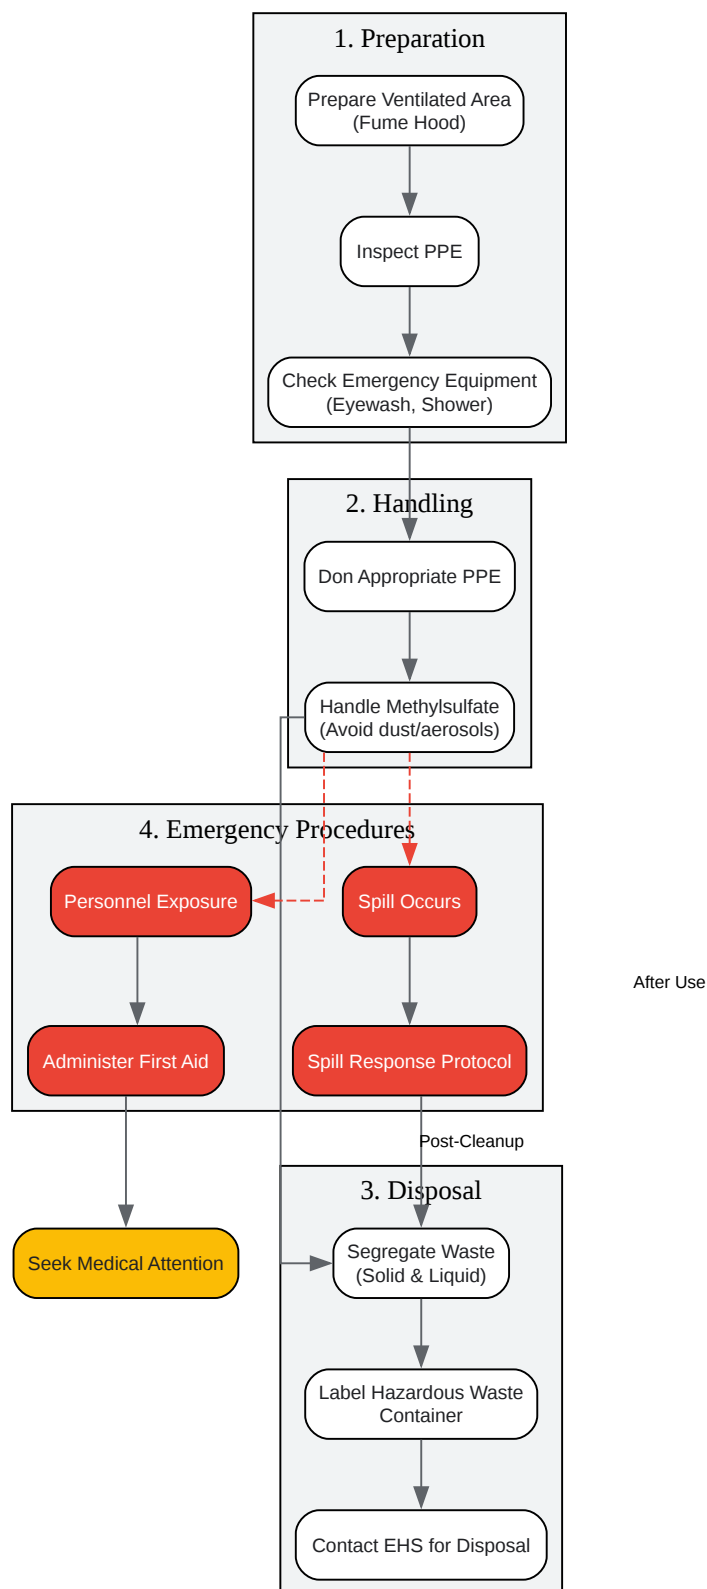 1. Preparation
Prepare Ventilated Area
(Fume Hood)
Inspect PPE
Check Emergency Equipment
(Eyewash, Shower)
2. Handling
Don Appropriate PPE
Handle Methylsulfate
(Avoid dust/aerosols)
4. Emergency Procedures
Personnel Exposure
Spill Occurs
After Use
Administer First Aid
Spill Response Protocol
Post-Cleanup
3. Disposal
Seek Medical Attention
Segregate Waste
(Solid & Liquid)
Label Hazardous Waste
Container
Contact EHS for Disposal